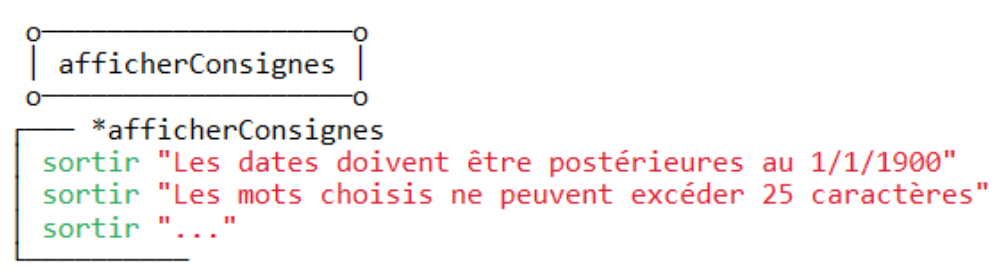 afficherConsignes
*afficherConsignes
sortir "Les dates doivent être postérieures au 1/1/1900"
sortir "Les mots choisis ne peuvent excéder 25 caractères"
sortir "..."